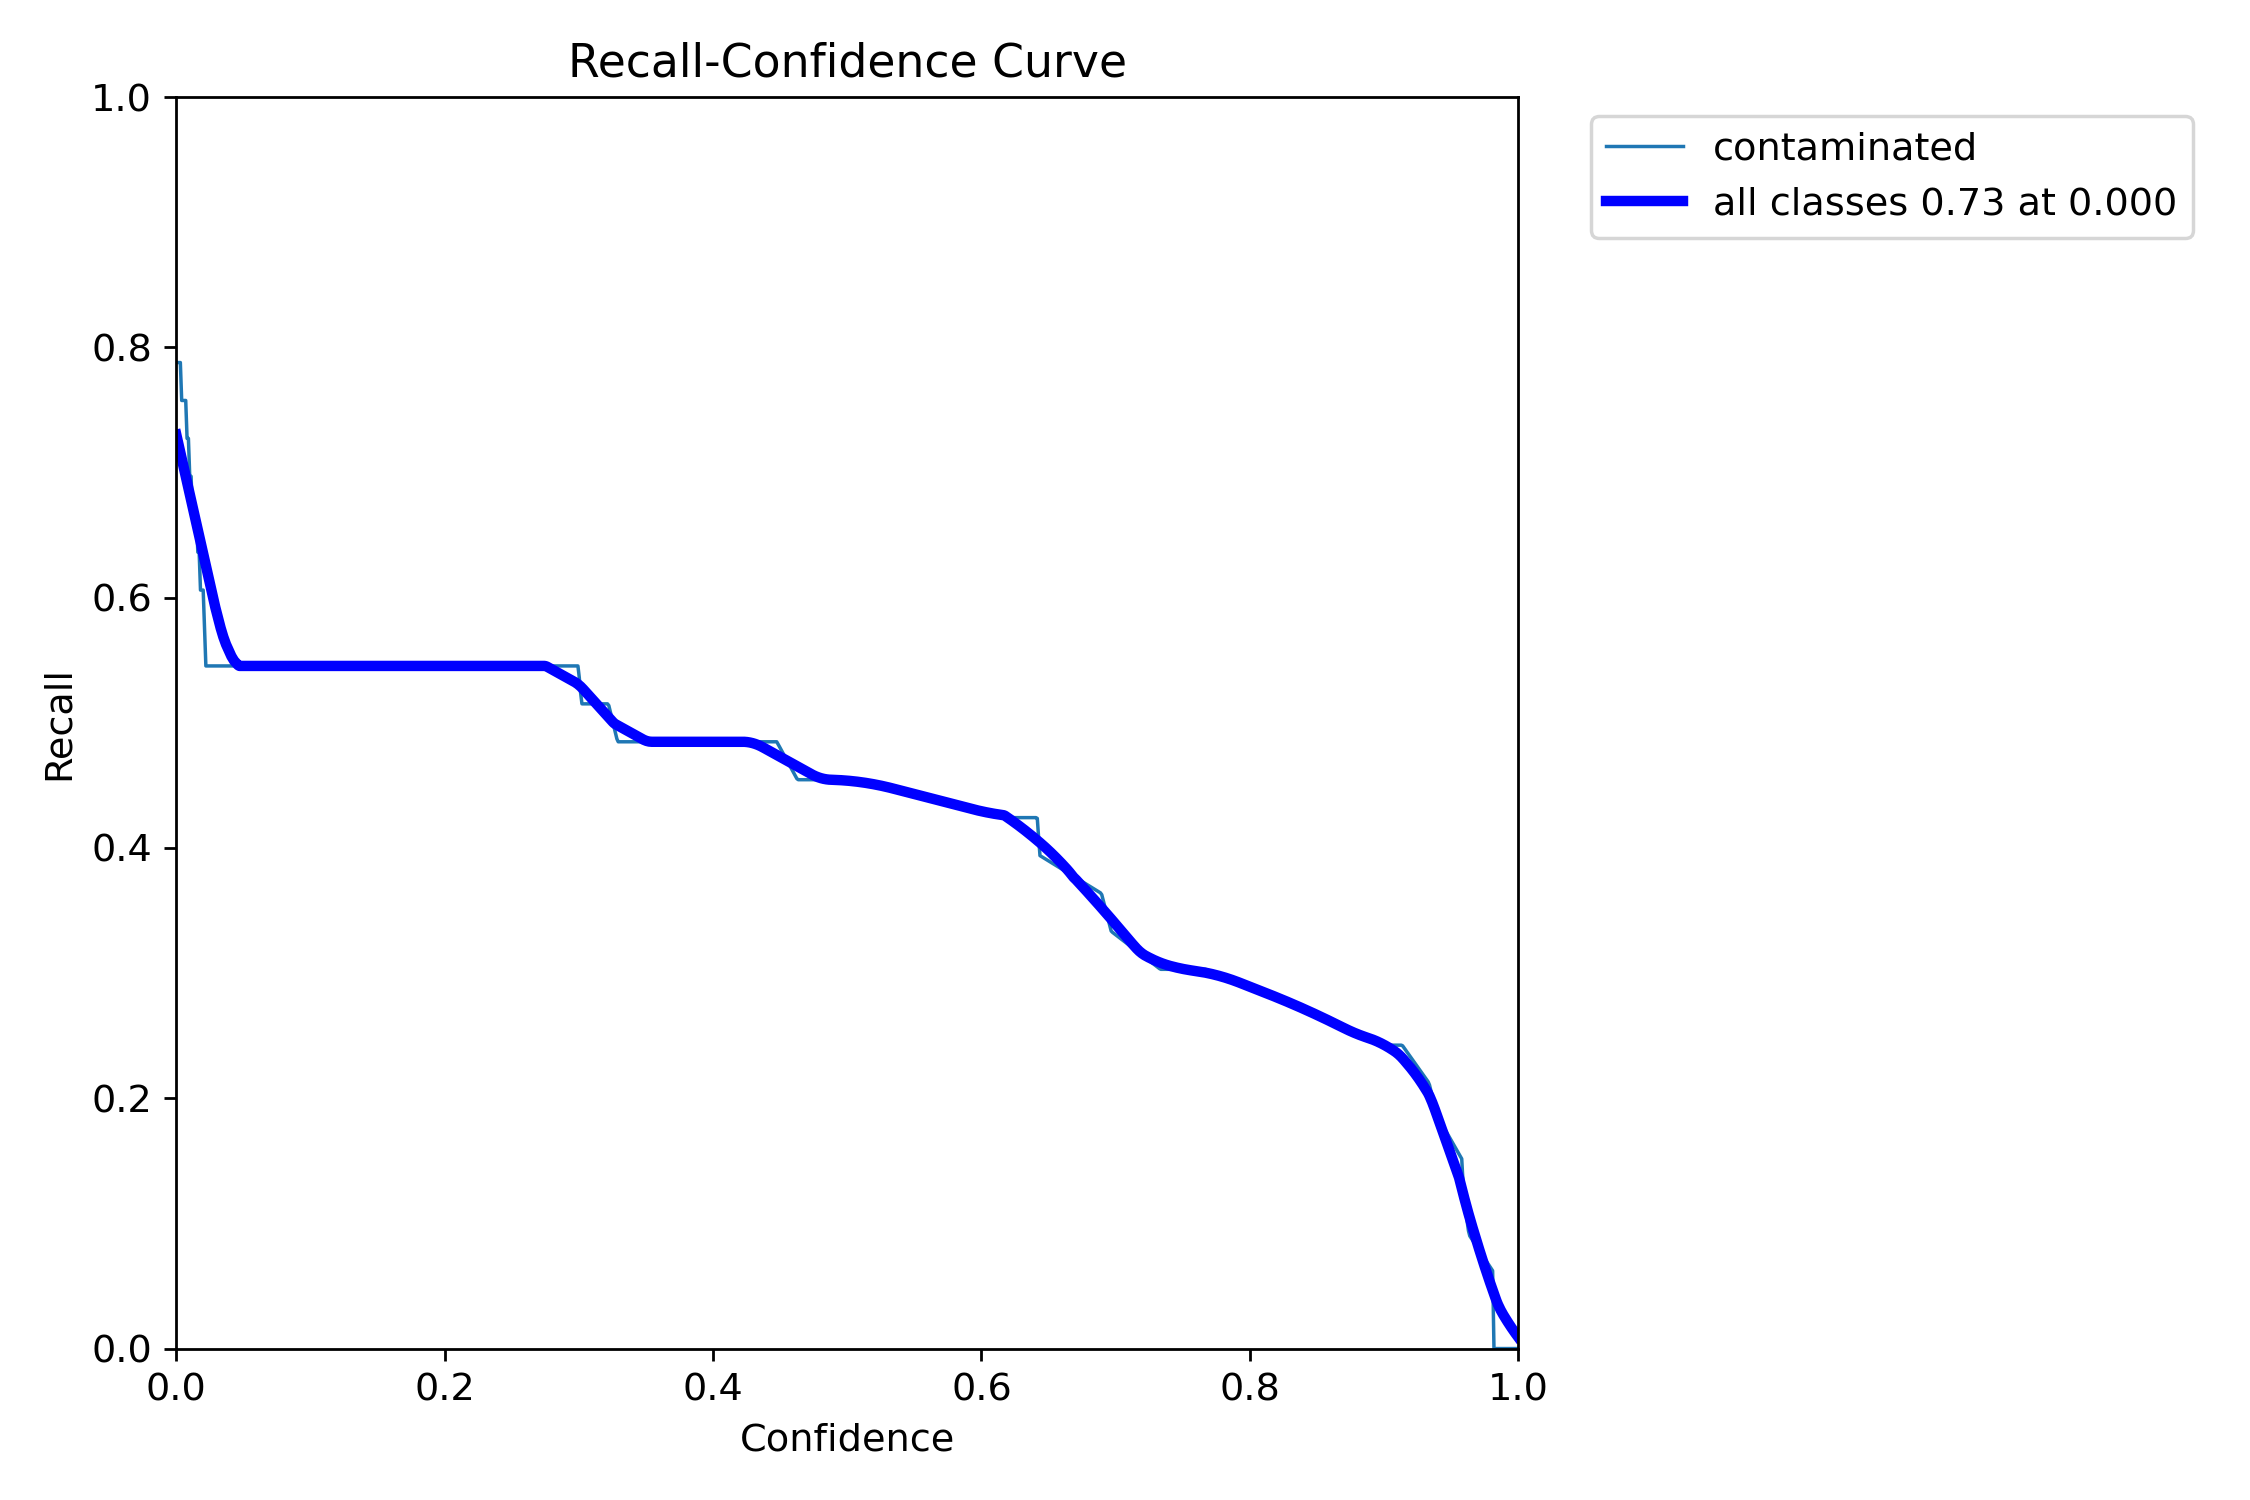 Recall-Confidence Curve
contaminated
all classes 0.73 at 0.000
1.0
0.8
0.6
0.4
0.2
0.0
Recall
0.0 0.2 0.4 0.6 0.8 1.0
Confidence